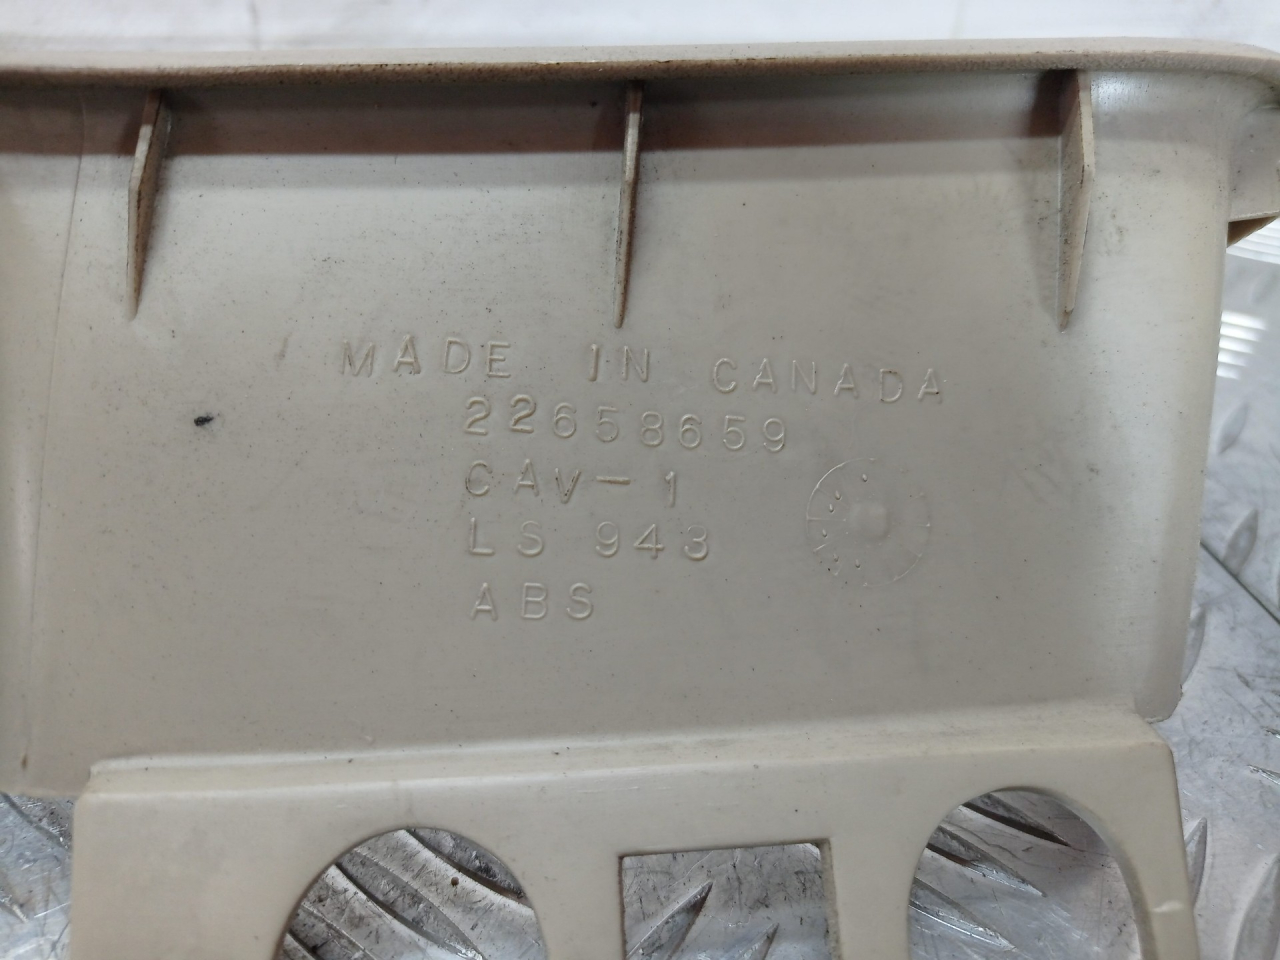 MADE IN CANADA
22658659
CAV-1
LS 943
ABS